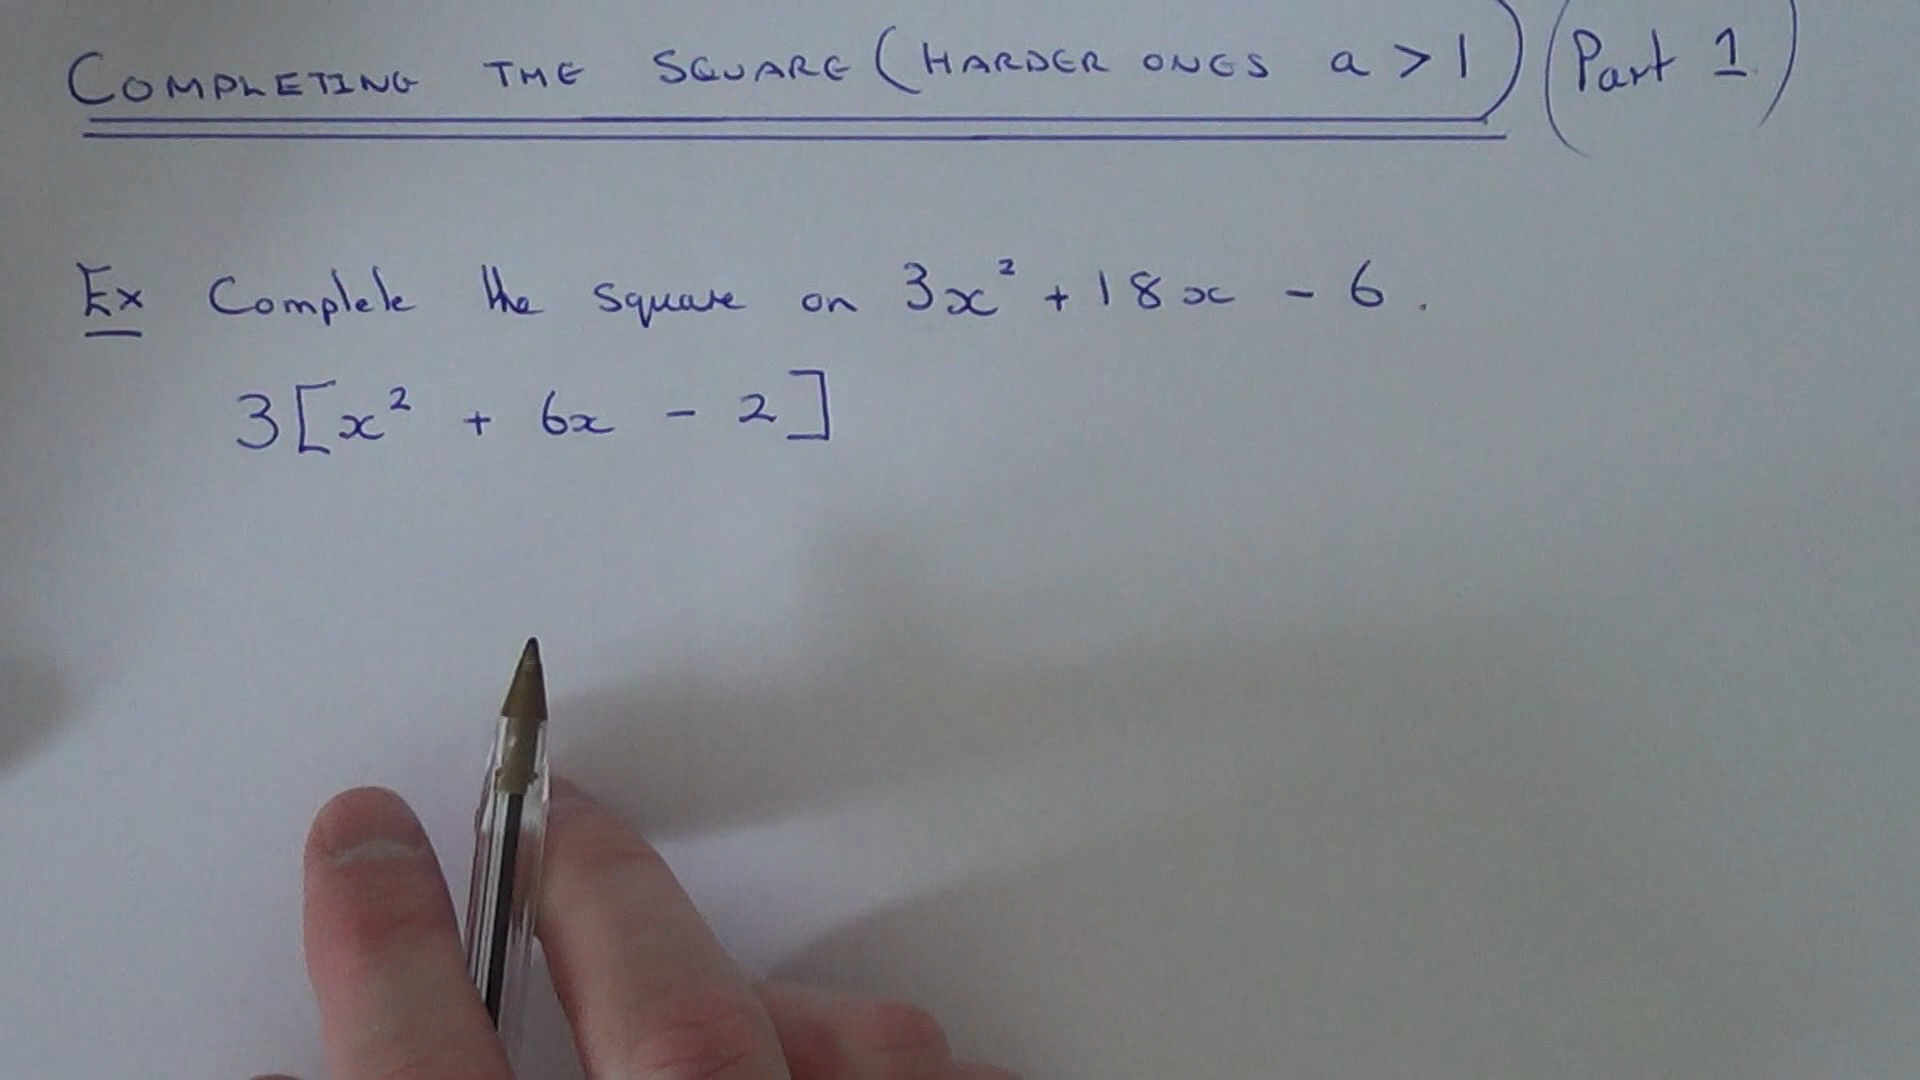 COMPLETING THE SQUARE (HARDER ONES a > 1) (Part 1)
Ex Complete the square on 3x² + 18x - 6.
3[x² + 6x - 2]